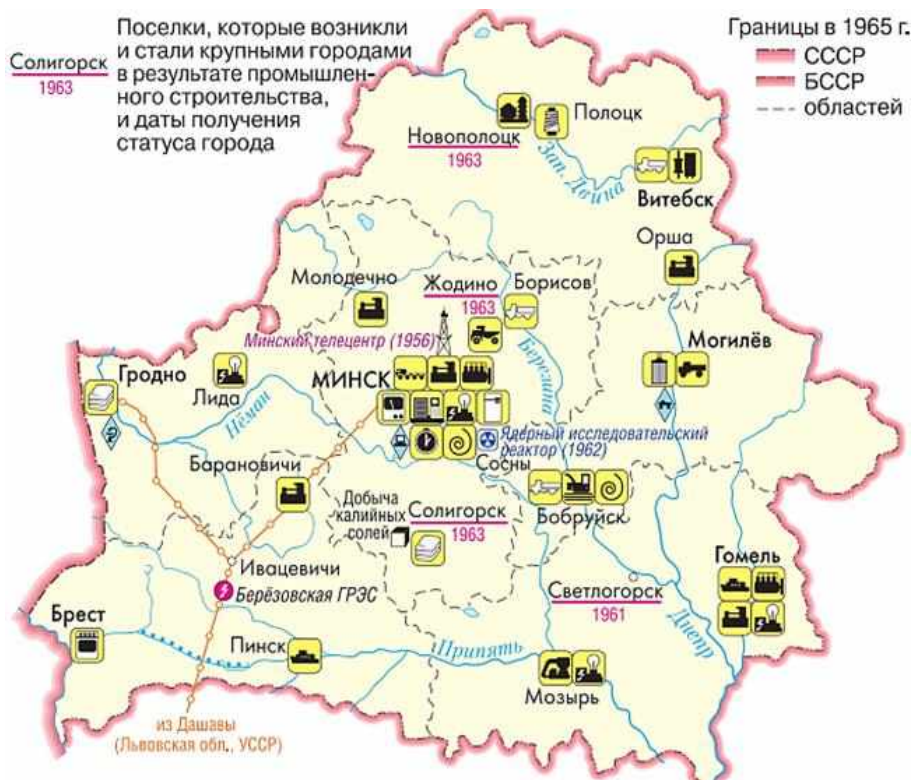 Поселки, которые возникли
и стали крупными городами
в результате промышлен-
ного строительства,
и даты получения
статуса города
Солигорск
1963
Границы в 1965 г.
СССР
БССР
областей
Полоцк
Новополоцк
1963
Зап. Двина
Витебск
Орша
Молодечно
Жодино
1963
Борисов
Минский телецентр (1956)
Могилёв
Гродно
Лида
МИНСК
Березина
Нёман
Ядерный исследовательский
реактор (1962)
Сосны
Барановичи
Добыча
калийных
солей
Солигорск
1963
Бобруйск
Ивацевичи
Берёзовская ГРЭС
Светлогорск
1961
Гомель
Днепр
Брест
Пинск
Припять
Мозырь
из Дашавы
(Львовская обл., УССР)